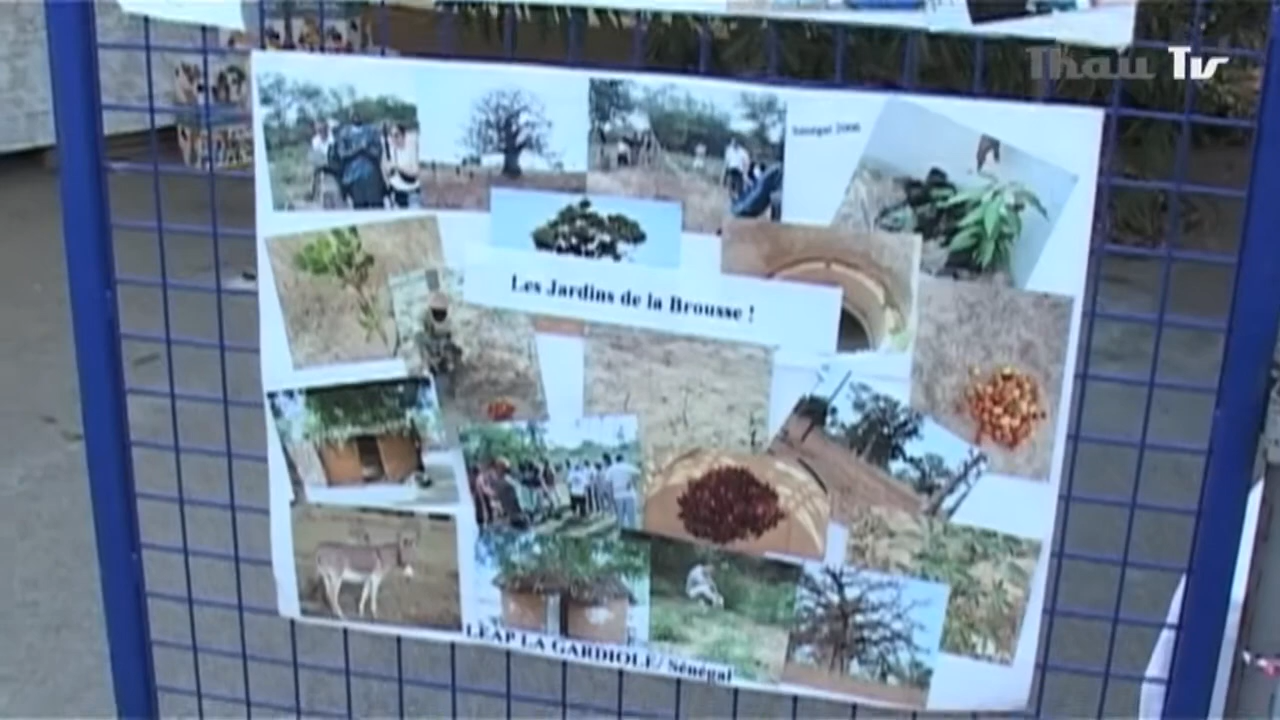 Thau Tv
Sénégal 2006
Les Jardins de la Brousse !
LEAP LA GARDIOLE/ Sénégal